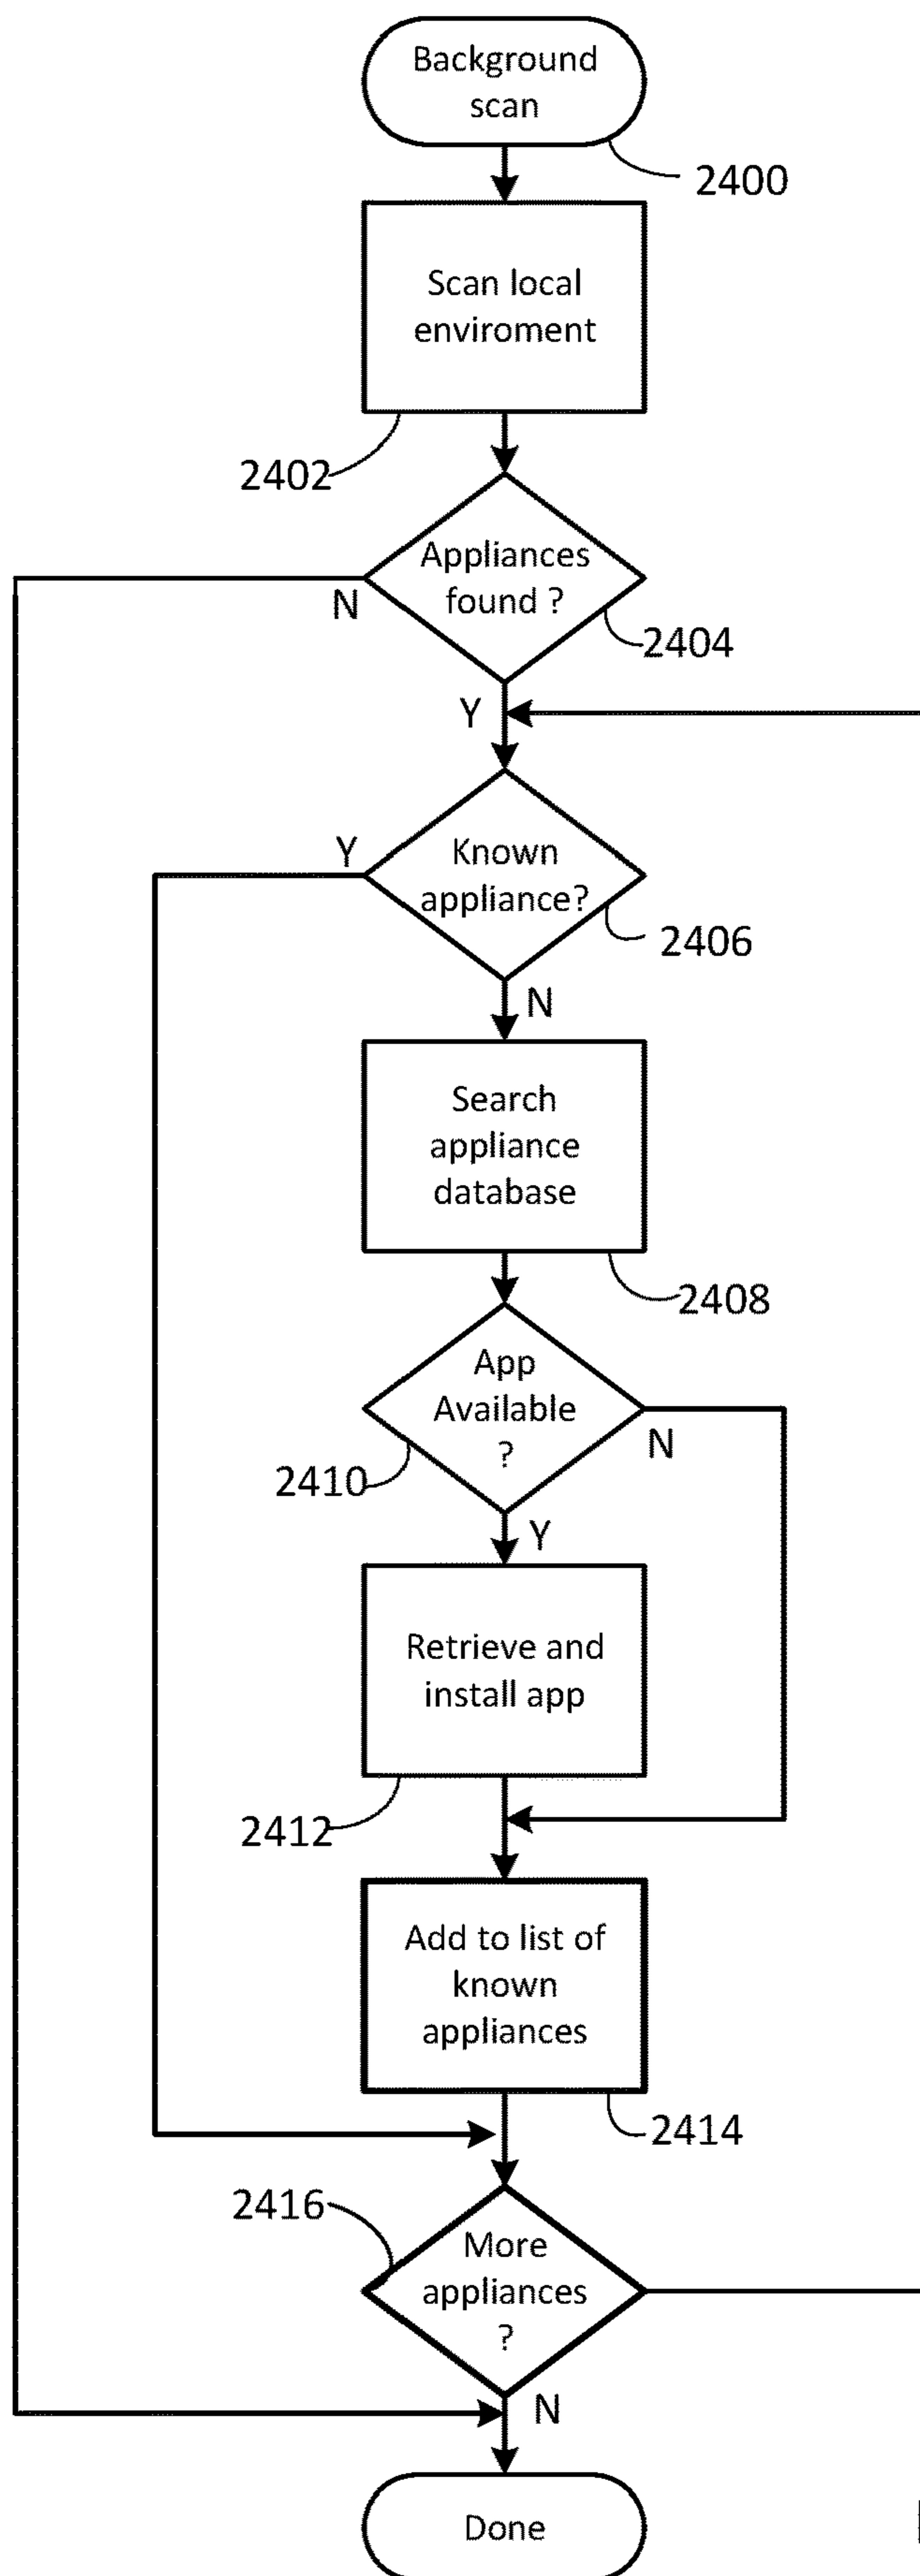 Background
scan
2400
Scan local
enviroment
2402
Appliances
found ?
N
2404
Y
Y
Known
appliance?
2406
N
Search
appliance
database
2408
App
Available
?
N
2410
Y
Retrieve and
install app
2412
Add to list of
known
appliances
2414
2416
More
appliances
?
N
Done